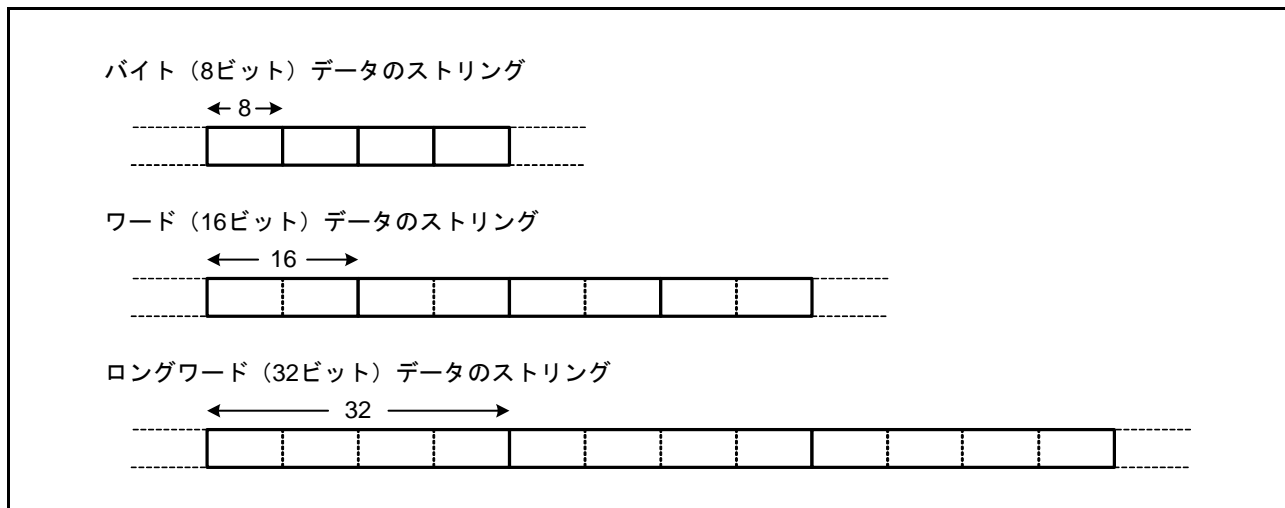 バイト（8ビット）データのストリング
8
ワード（16ビット）データのストリング
16
ロングワード（32ビット）データのストリング
32